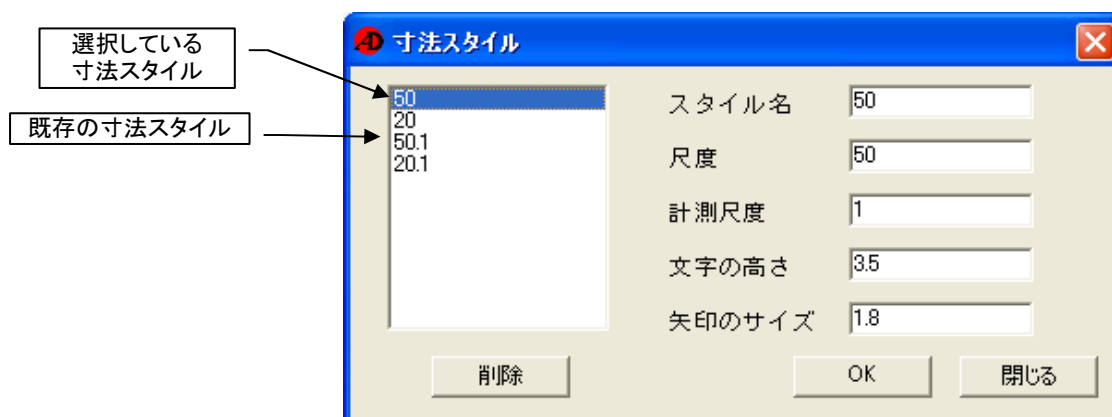 選択している
寸法スタイル
既存の寸法スタイル
AD 寸法スタイル
50
20
50.1
20.1
スタイル名 50
尺度 50
計測尺度 1
文字の高さ 3.5
矢印のサイズ 1.8
削除 OK 閉じる